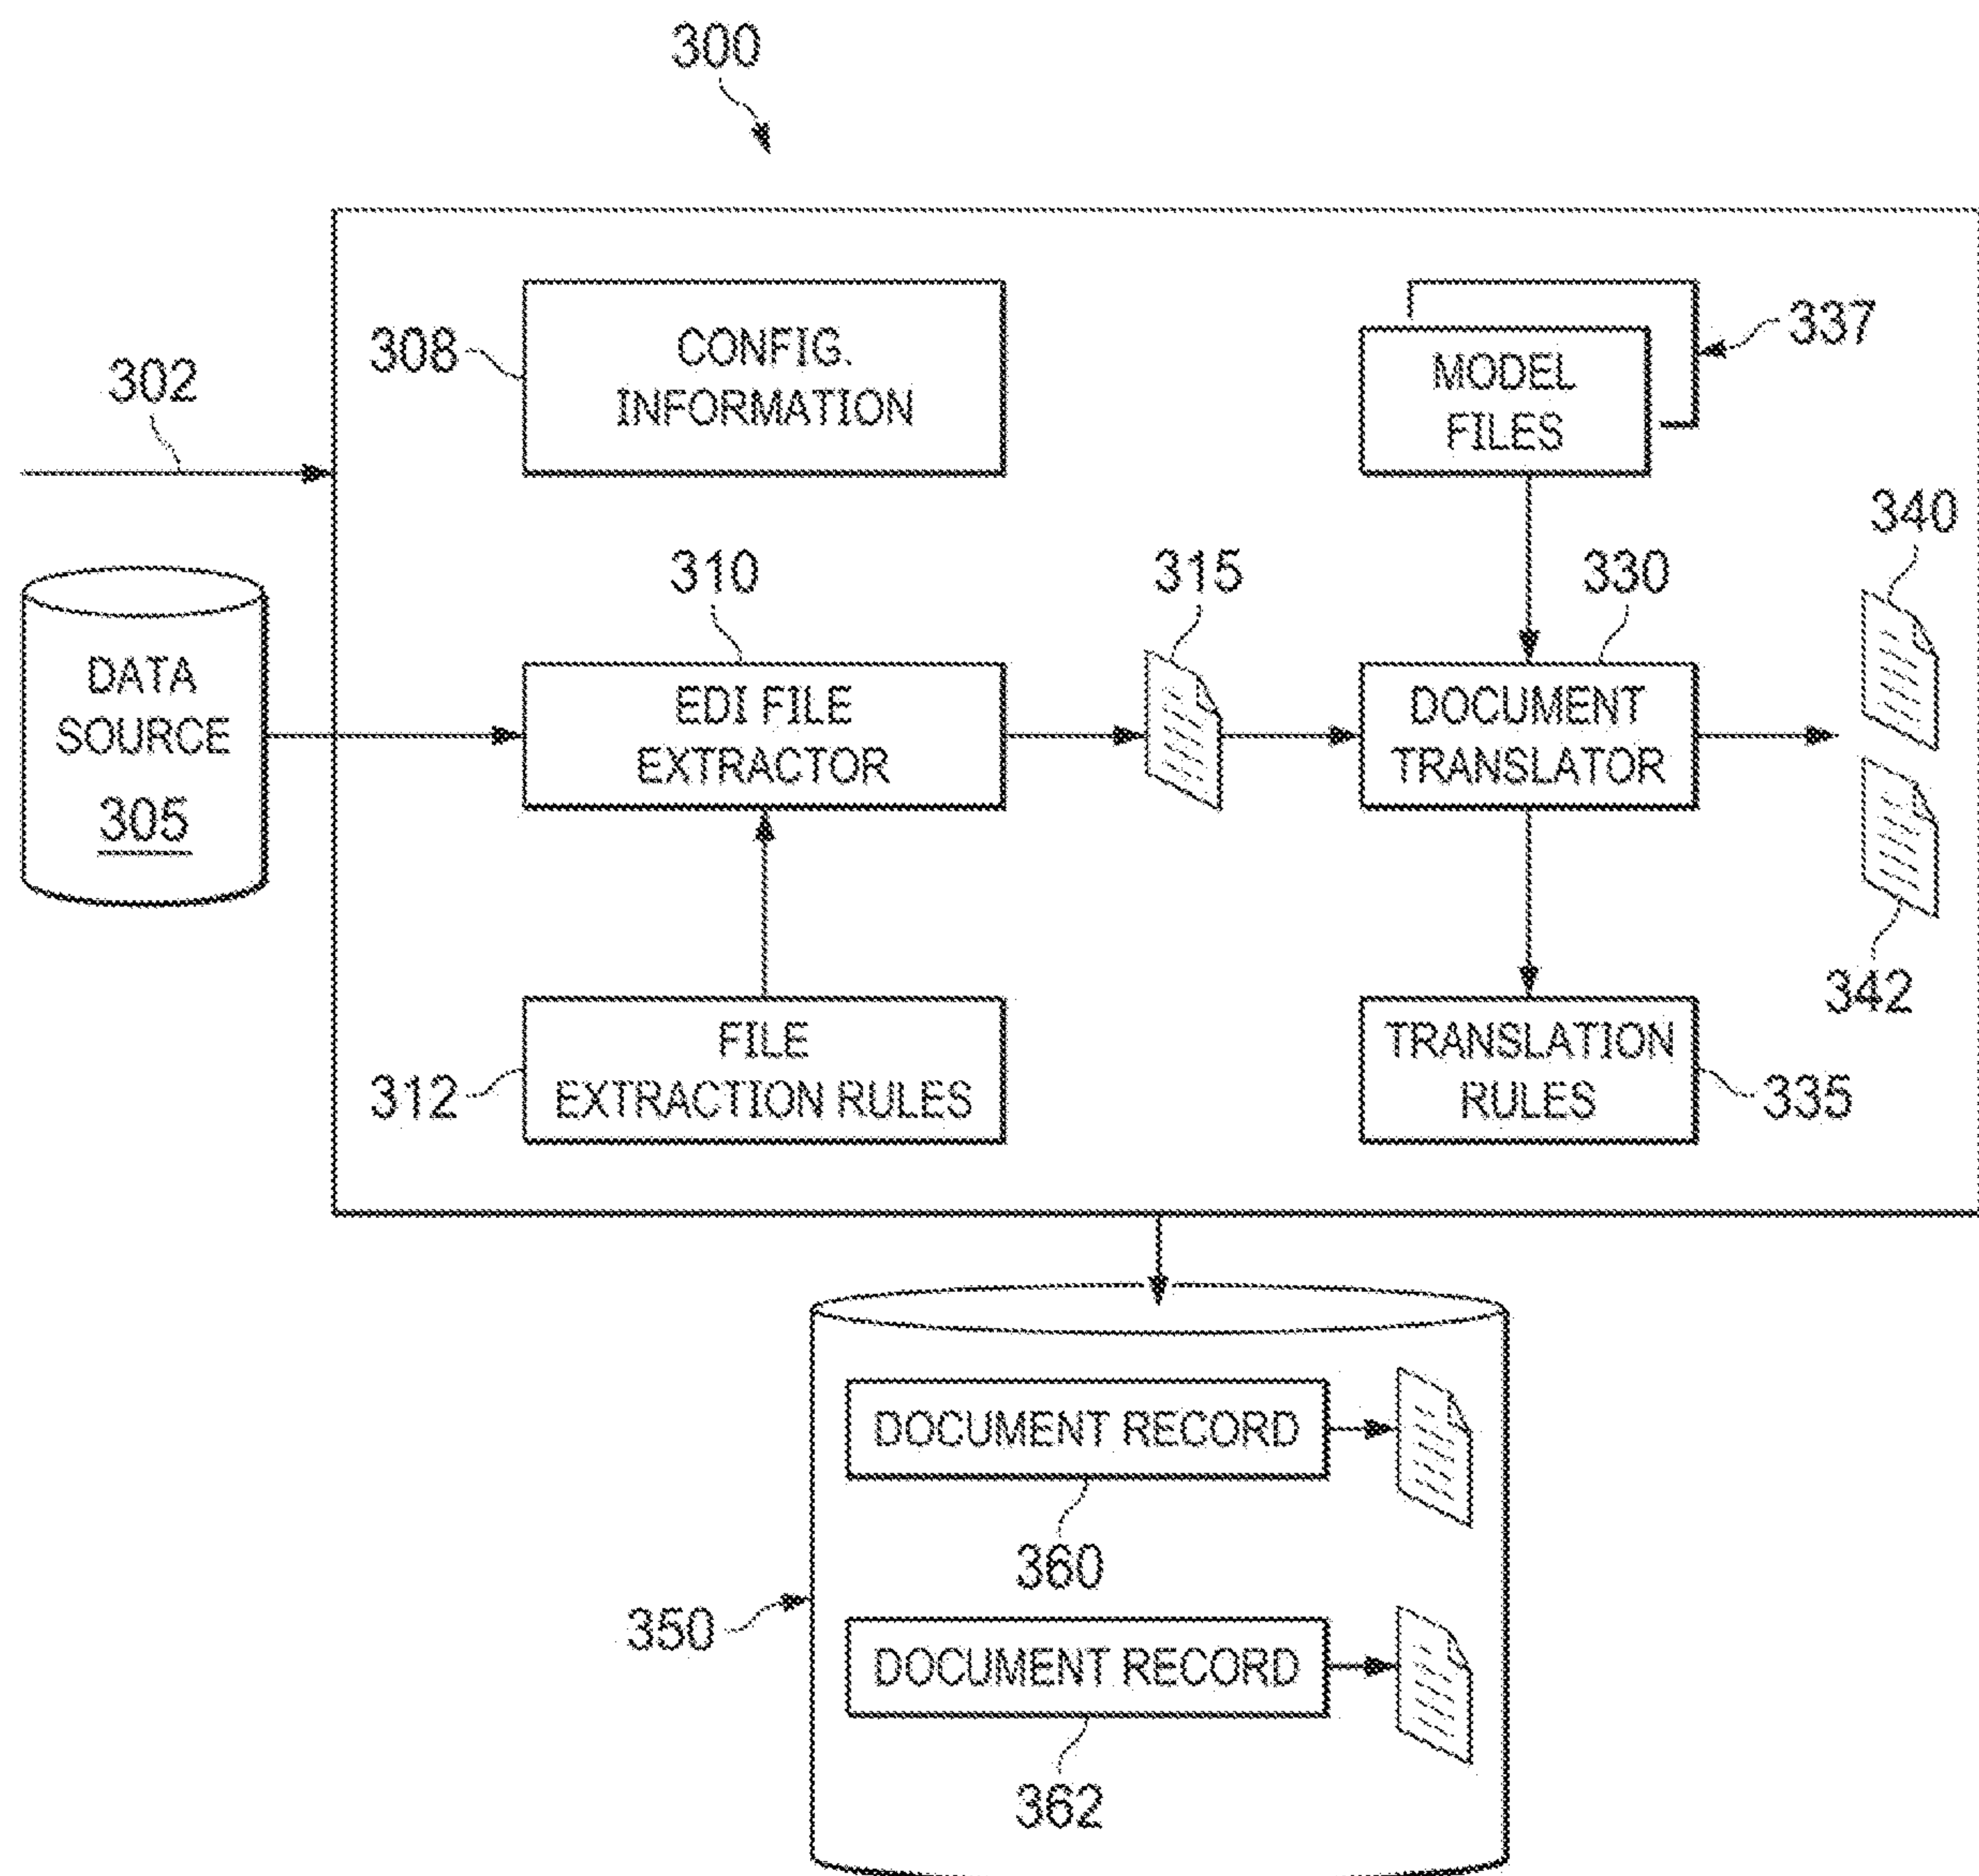 300
302
308
CONFIG.
INFORMATION
MODEL
FILES
337
340
310
315
330
DATA
SOURCE
305
EDI FILE
EXTRACTOR
DOCUMENT
TRANSLATOR
342
312
FILE
EXTRACTION RULES
TRANSLATION
RULES
335
DOCUMENT RECORD
360
350
DOCUMENT RECORD
362